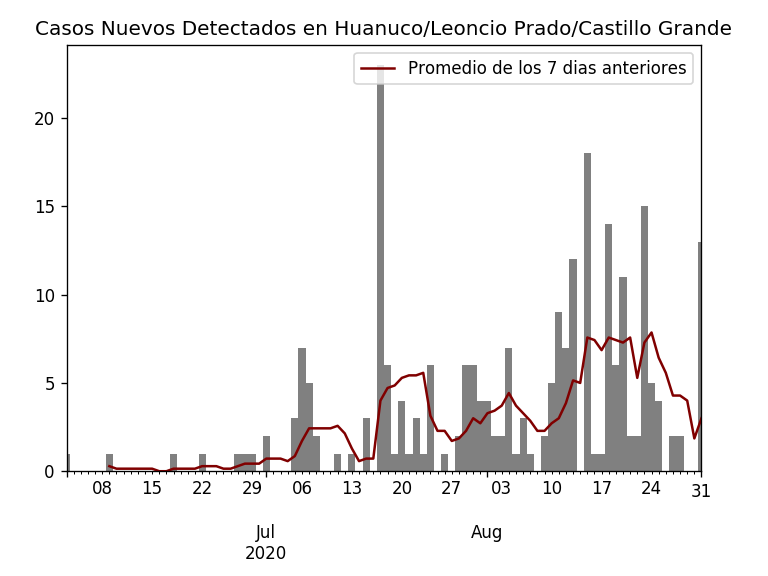 Casos Nuevos Detectados en Huanuco/Leoncio Prado/Castillo Grande
Promedio de los 7 dias anteriores
20
15
10
5
0
08 15 22 29 06 13 20 27 03 10 17 24 31
Jul Aug
2020